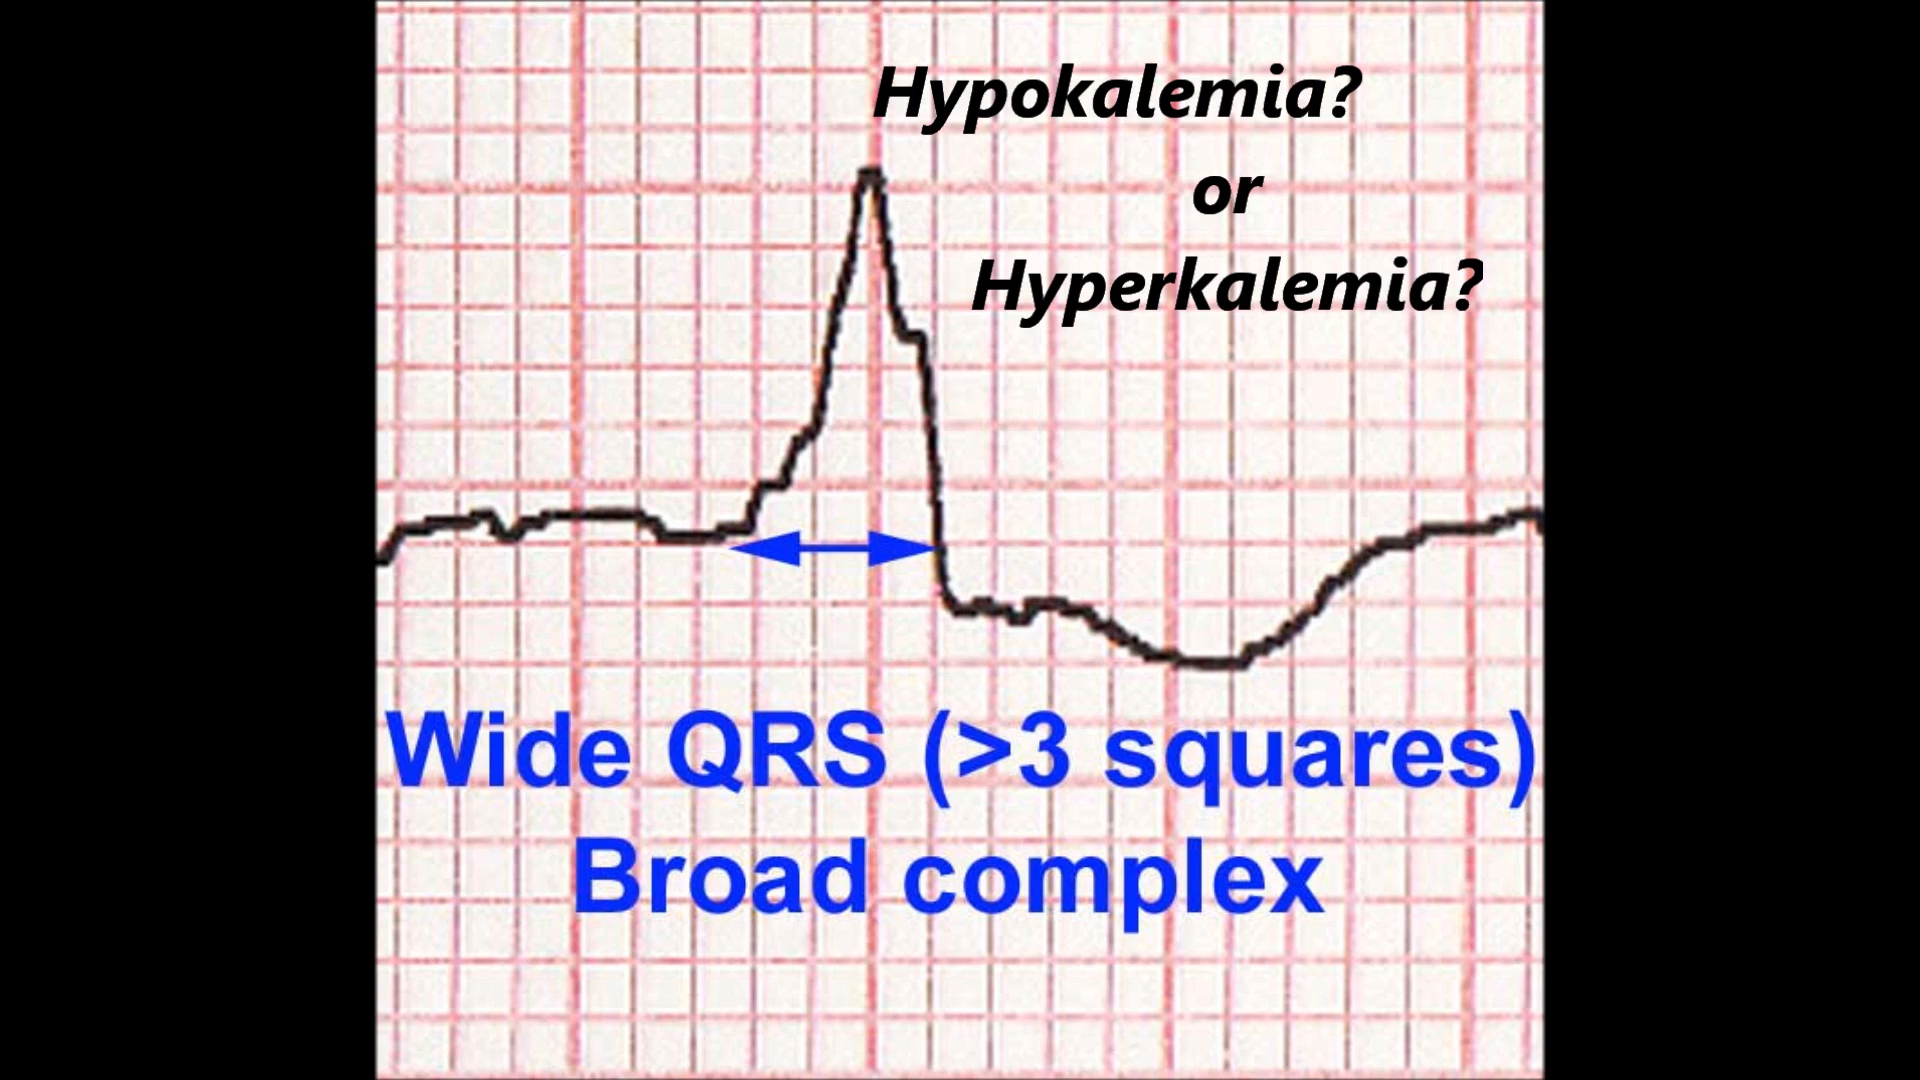 Hypokalemia?
or
Hyperkalemia?
Wide QRS (>3 squares)
Broad complex